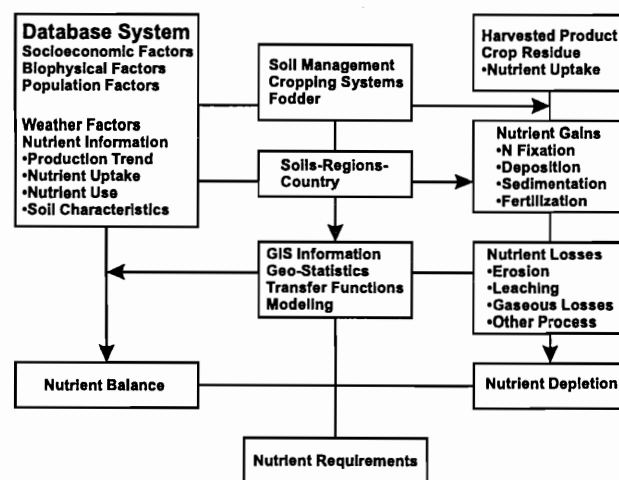 Database System
Socioeconomic Factors
Biophysical Factors
Population Factors
Weather Factors
Nutrient Information
•Production Trend
•Nutrient Uptake
•Nutrient Use
•Soil Characteristics
Soil Management
Cropping Systems
Fodder
Harvested Product
Crop Residue
•Nutrient Uptake
Soils-Regions-
Country
Nutrient Gains
•N Fixation
•Deposition
•Sedimentation
•Fertilization
GIS Information
Geo-Statistics
Transfer Functions
Modeling
Nutrient Losses
•Erosion
•Leaching
•Gaseous Losses
•Other Process
Nutrient Balance
Nutrient Depletion
Nutrient Requirements